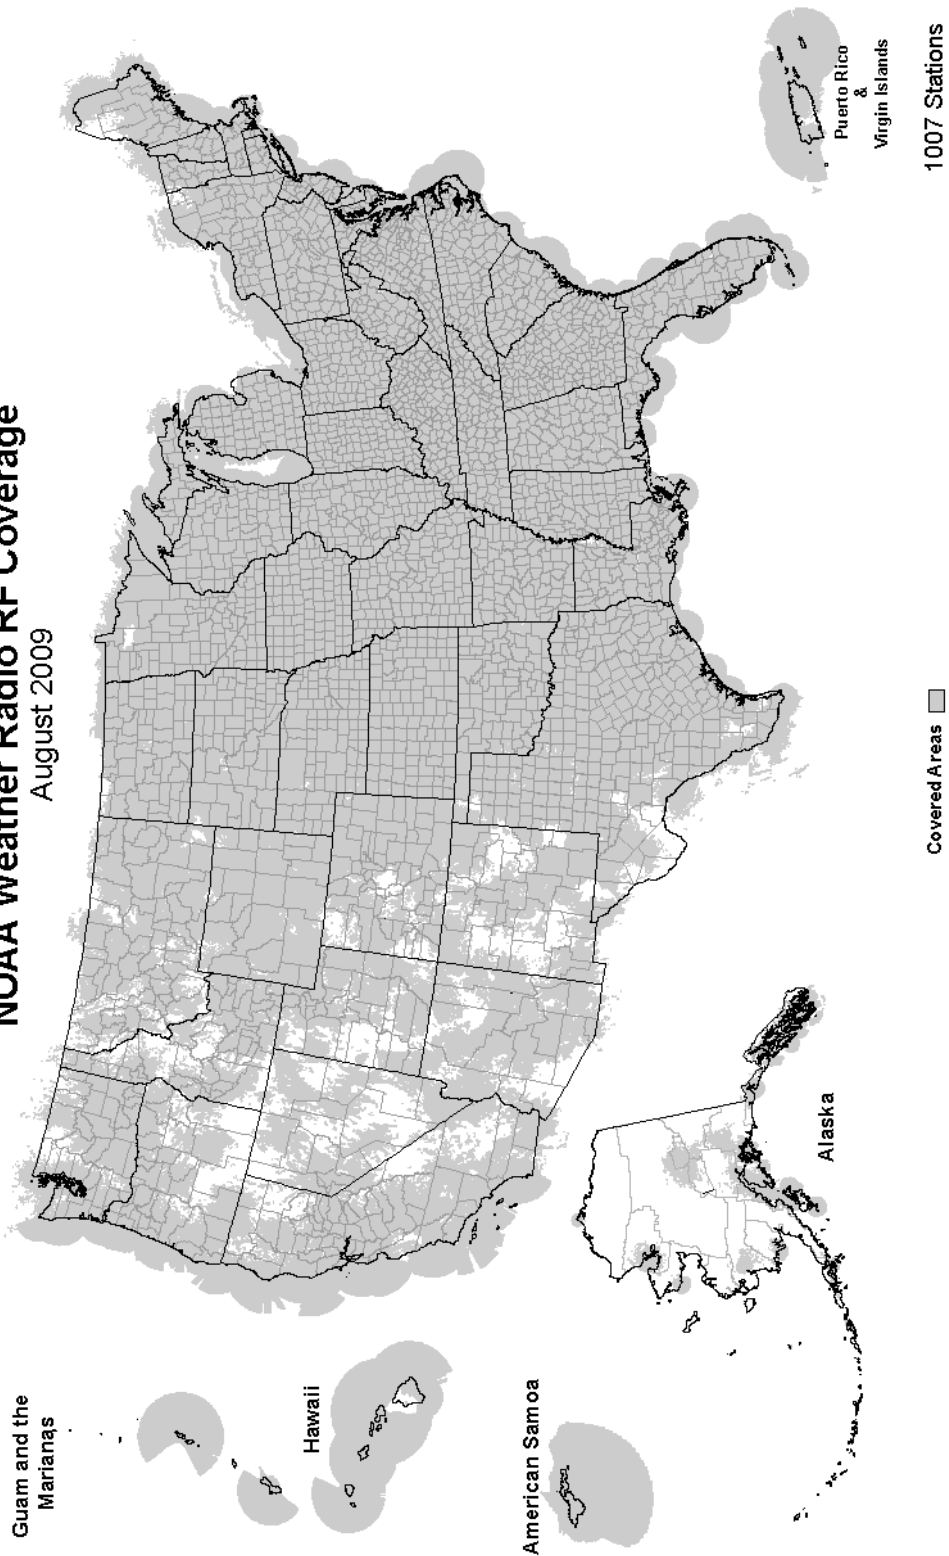 NOAA Weather Radio RF Coverage
August 2009
Guam and the
Marianas
Hawaii
American Samoa
Alaska
Puerto Rico
&
Virgin Islands
Covered Areas
1007 Stations